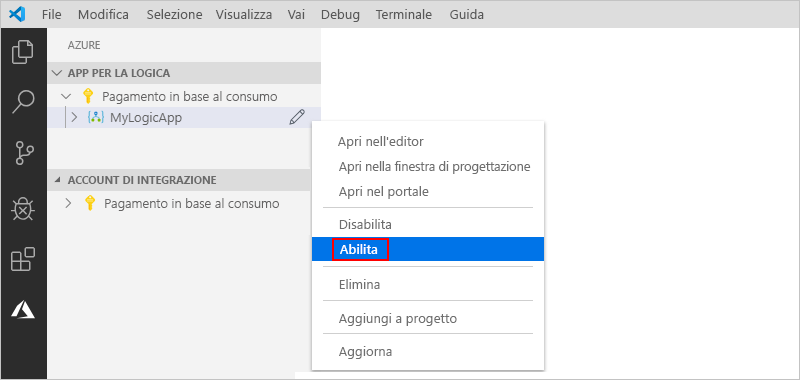 File Modifica Selezione Visualizza Vai Debug Terminale Guida
AZURE
APP PER LA LOGICA
Pagamento in base al consumo
MyLogicApp
Apri nell'editor
Apri nella finestra di progettazione
Apri nel portale
Disabilita
Abilita
Elimina
Aggiungi a progetto
Aggiorna
ACCOUNT DI INTEGRAZIONE
Pagamento in base al consumo